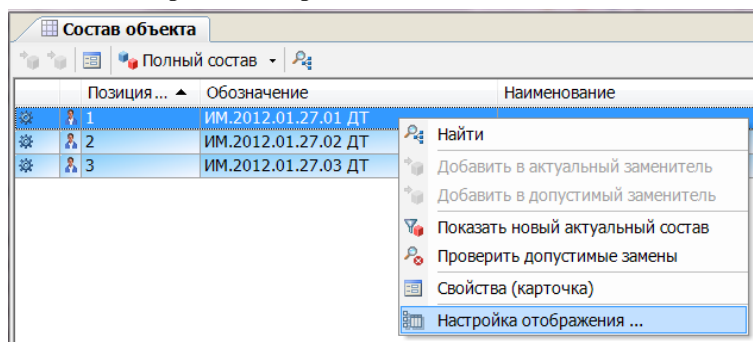 Состав объекта
Полный состав
Позиция ... Обозначение Наименование
1 ИМ.2012.01.27.01 ДТ
2 ИМ.2012.01.27.02 ДТ
3 ИМ.2012.01.27.03 ДТ
Найти
Добавить в актуальный заменитель
Добавить в допустимый заменитель
Показать новый актуальный состав
Проверить допустимые замены
Свойства (карточка)
Настройка отображения ...